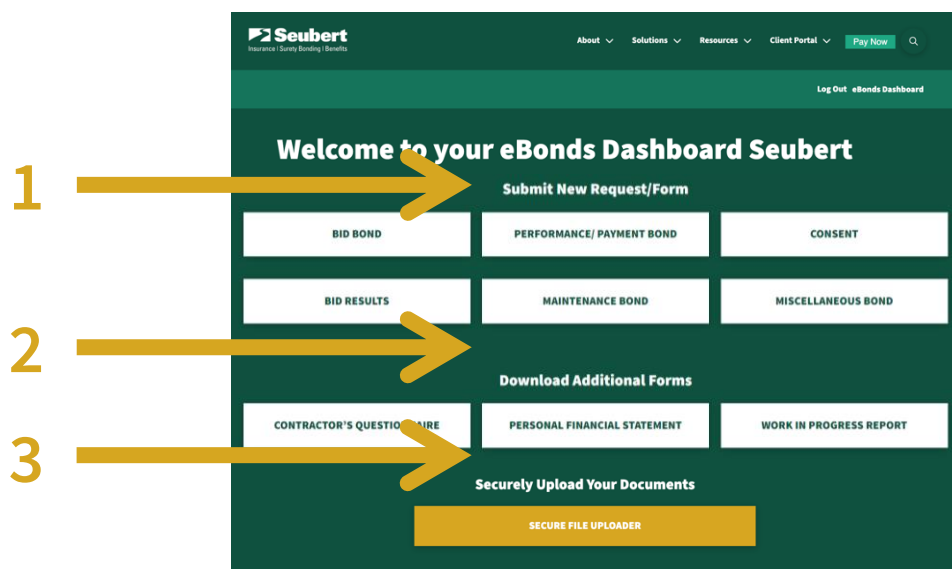 Seubert
Insurance | Surety Bonding | Benefits
About Solutions Resources Client Portal Pay Now
Log Out eBonds Dashboard
Welcome to your eBonds Dashboard Seubert
1
Submit New Request/Form
BID BOND PERFORMANCE/ PAYMENT BOND CONSENT
BID RESULTS MAINTENANCE BOND MISCELLANEOUS BOND
2
Download Additional Forms
CONTRACTOR'S QUESTIONNAIRE PERSONAL FINANCIAL STATEMENT WORK IN PROGRESS REPORT
3
Securely Upload Your Documents
SECURE FILE UPLOADER